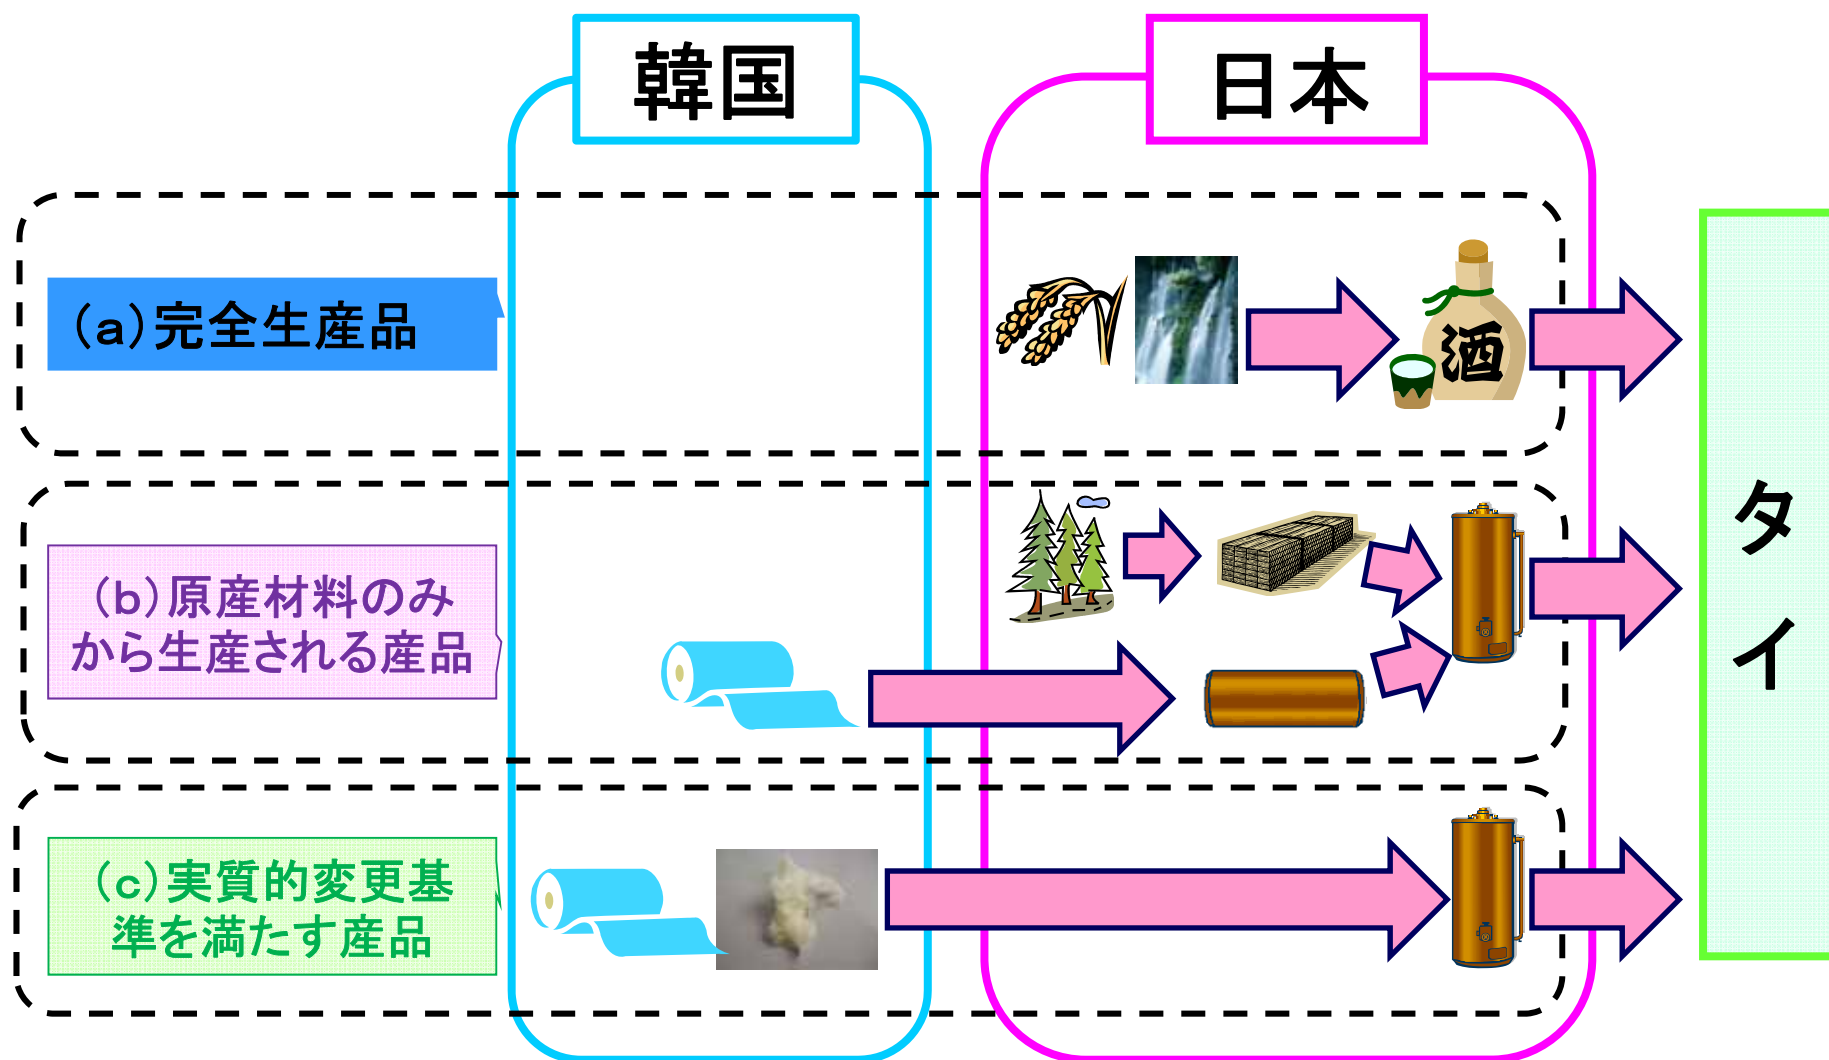 韓国
日本
(a)完全生産品
酒
(b)原産材料のみ
から生産される産品
(c)実質的変更基
準を満たす産品
タイ